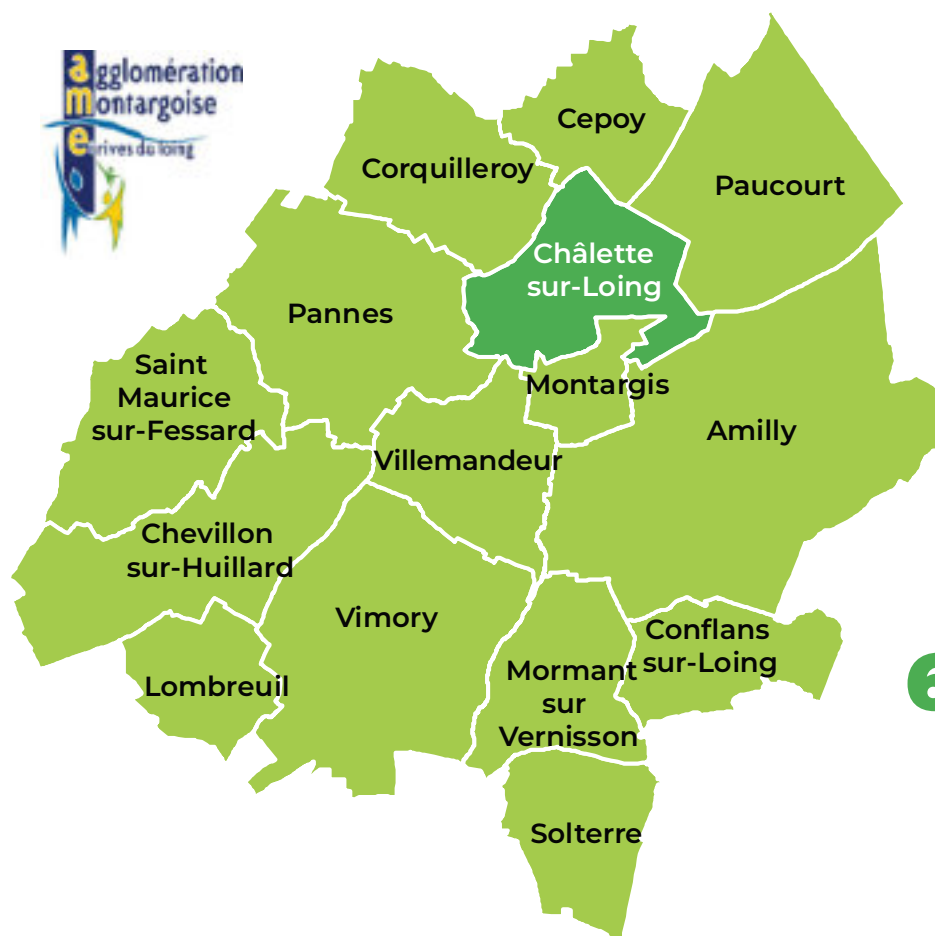 agglomération
montargoise
et rives du loing
Cepoy
Corquilleroy
Paucourt
Châlette
sur-Loing
Pannes
Saint
Maurice
sur-Fessard
Montargis
Amilly
Villemandeur
Chevillon
sur-Huillard
Vimory
Conflans
sur-Loing
Lombreuil
Mormant
sur
Vernisson
Solterre